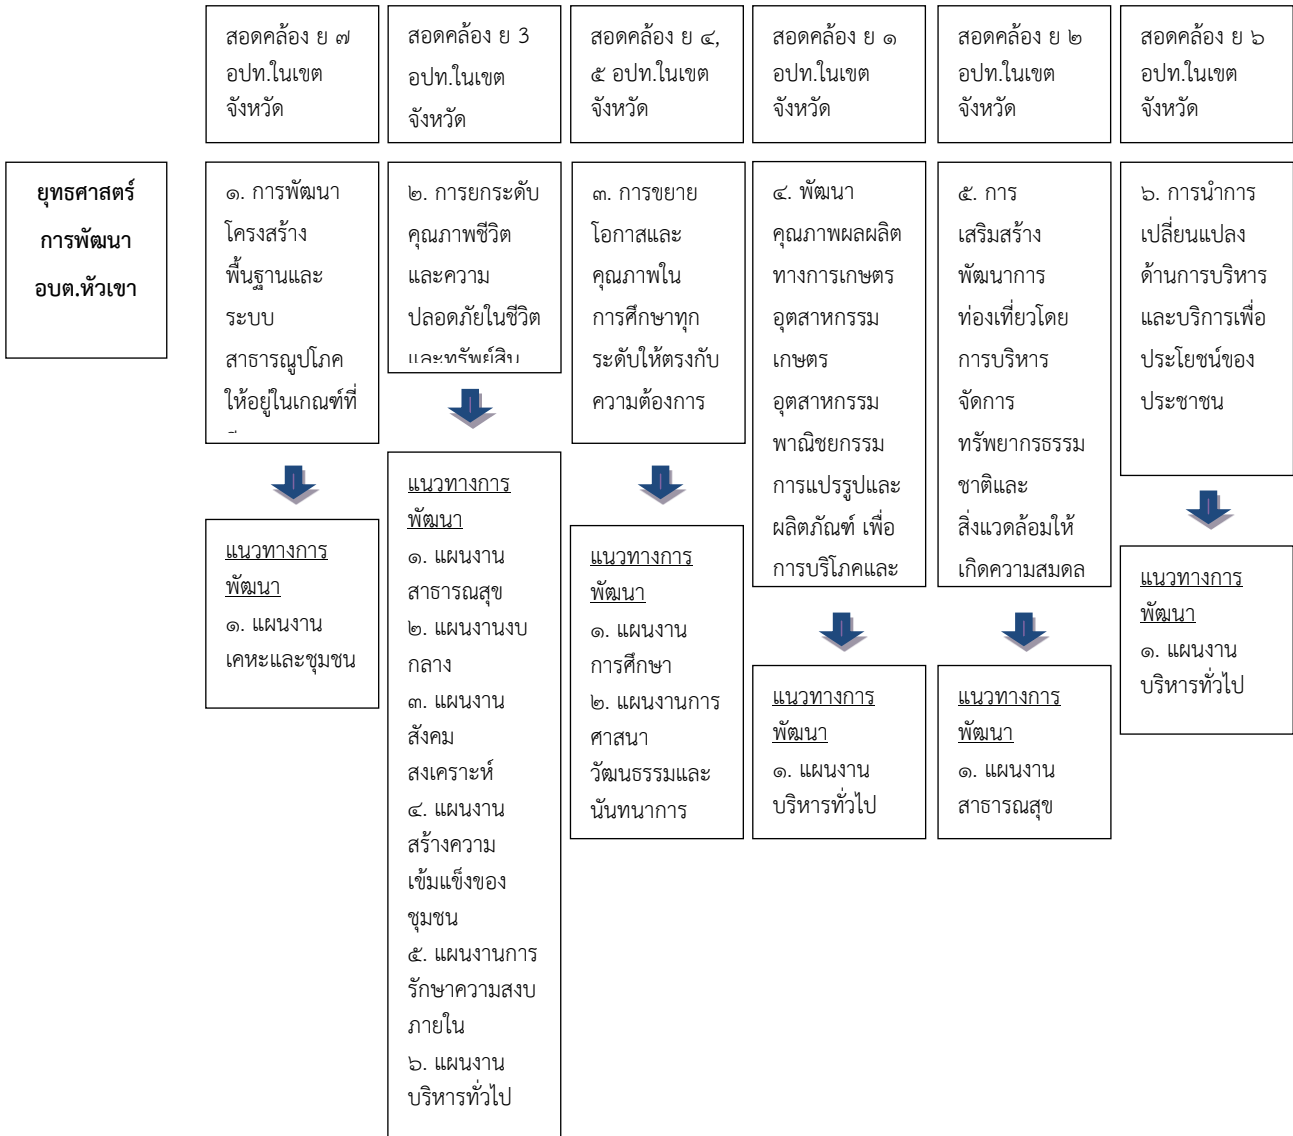 สอดคล้อง ย ๗
อปท.ในเขต
จังหวัด
สอดคล้อง ย 3
อปท.ในเขต
จังหวัด
สอดคล้อง ย ๔,
๕ อปท.ในเขต
จังหวัด
สอดคล้อง ย ๑
อปท.ในเขต
จังหวัด
สอดคล้อง ย ๒
อปท.ในเขต
จังหวัด
สอดคล้อง ย ๖
อปท.ในเขต
จังหวัด
ยุทธศาสตร์
การพัฒนา
อบต.หัวเขา
๑. การพัฒนา
โครงสร้าง
พื้นฐานและ
ระบบ
สาธารณูปโภค
ให้อยู่ในเกณฑ์ที่
๒. การยกระดับ
คุณภาพชีวิต
และความ
ปลอดภัยในชีวิต
และทรัพย์สิน
๓. การขยาย
โอกาสและ
คุณภาพใน
การศึกษาทุก
ระดับให้ตรงกับ
ความต้องการ
๔. พัฒนา
คุณภาพผลผลิต
ทางการเกษตร
อุตสาหกรรม
เกษตร
อุตสาหกรรม
พาณิชยกรรม
การแปรรูปและ
ผลิตภัณฑ์ เพื่อ
การบริโภคและ
๕. การ
เสริมสร้าง
พัฒนาการ
ท่องเที่ยวโดย
การบริหาร
จัดการ
ทรัพยากรธรรม
ชาติและ
สิ่งแวดล้อมให้
เกิดความสมดุล
๖. การนำการ
เปลี่ยนแปลง
ด้านการบริหาร
และบริการเพื่อ
ประโยชน์ของ
ประชาชน
แนวทางการ
พัฒนา
๑. แผนงาน
เคหะและชุมชน
แนวทางการ
พัฒนา
๑. แผนงาน
สาธารณสุข
๒. แผนงานงบ
กลาง
๓. แผนงาน
สังคม
สงเคราะห์
๔. แผนงาน
สร้างความ
เข้มแข็งของ
ชุมชน
๕. แผนงานการ
รักษาความสงบ
ภายใน
๖. แผนงาน
บริหารทั่วไป
แนวทางการ
พัฒนา
๑. แผนงาน
การศึกษา
๒. แผนงานการ
ศาสนา
วัฒนธรรมและ
นันทนาการ
แนวทางการ
พัฒนา
๑. แผนงาน
บริหารทั่วไป
แนวทางการ
พัฒนา
๑. แผนงาน
สาธารณสุข
แนวทางการ
พัฒนา
๑. แผนงาน
บริหารทั่วไป